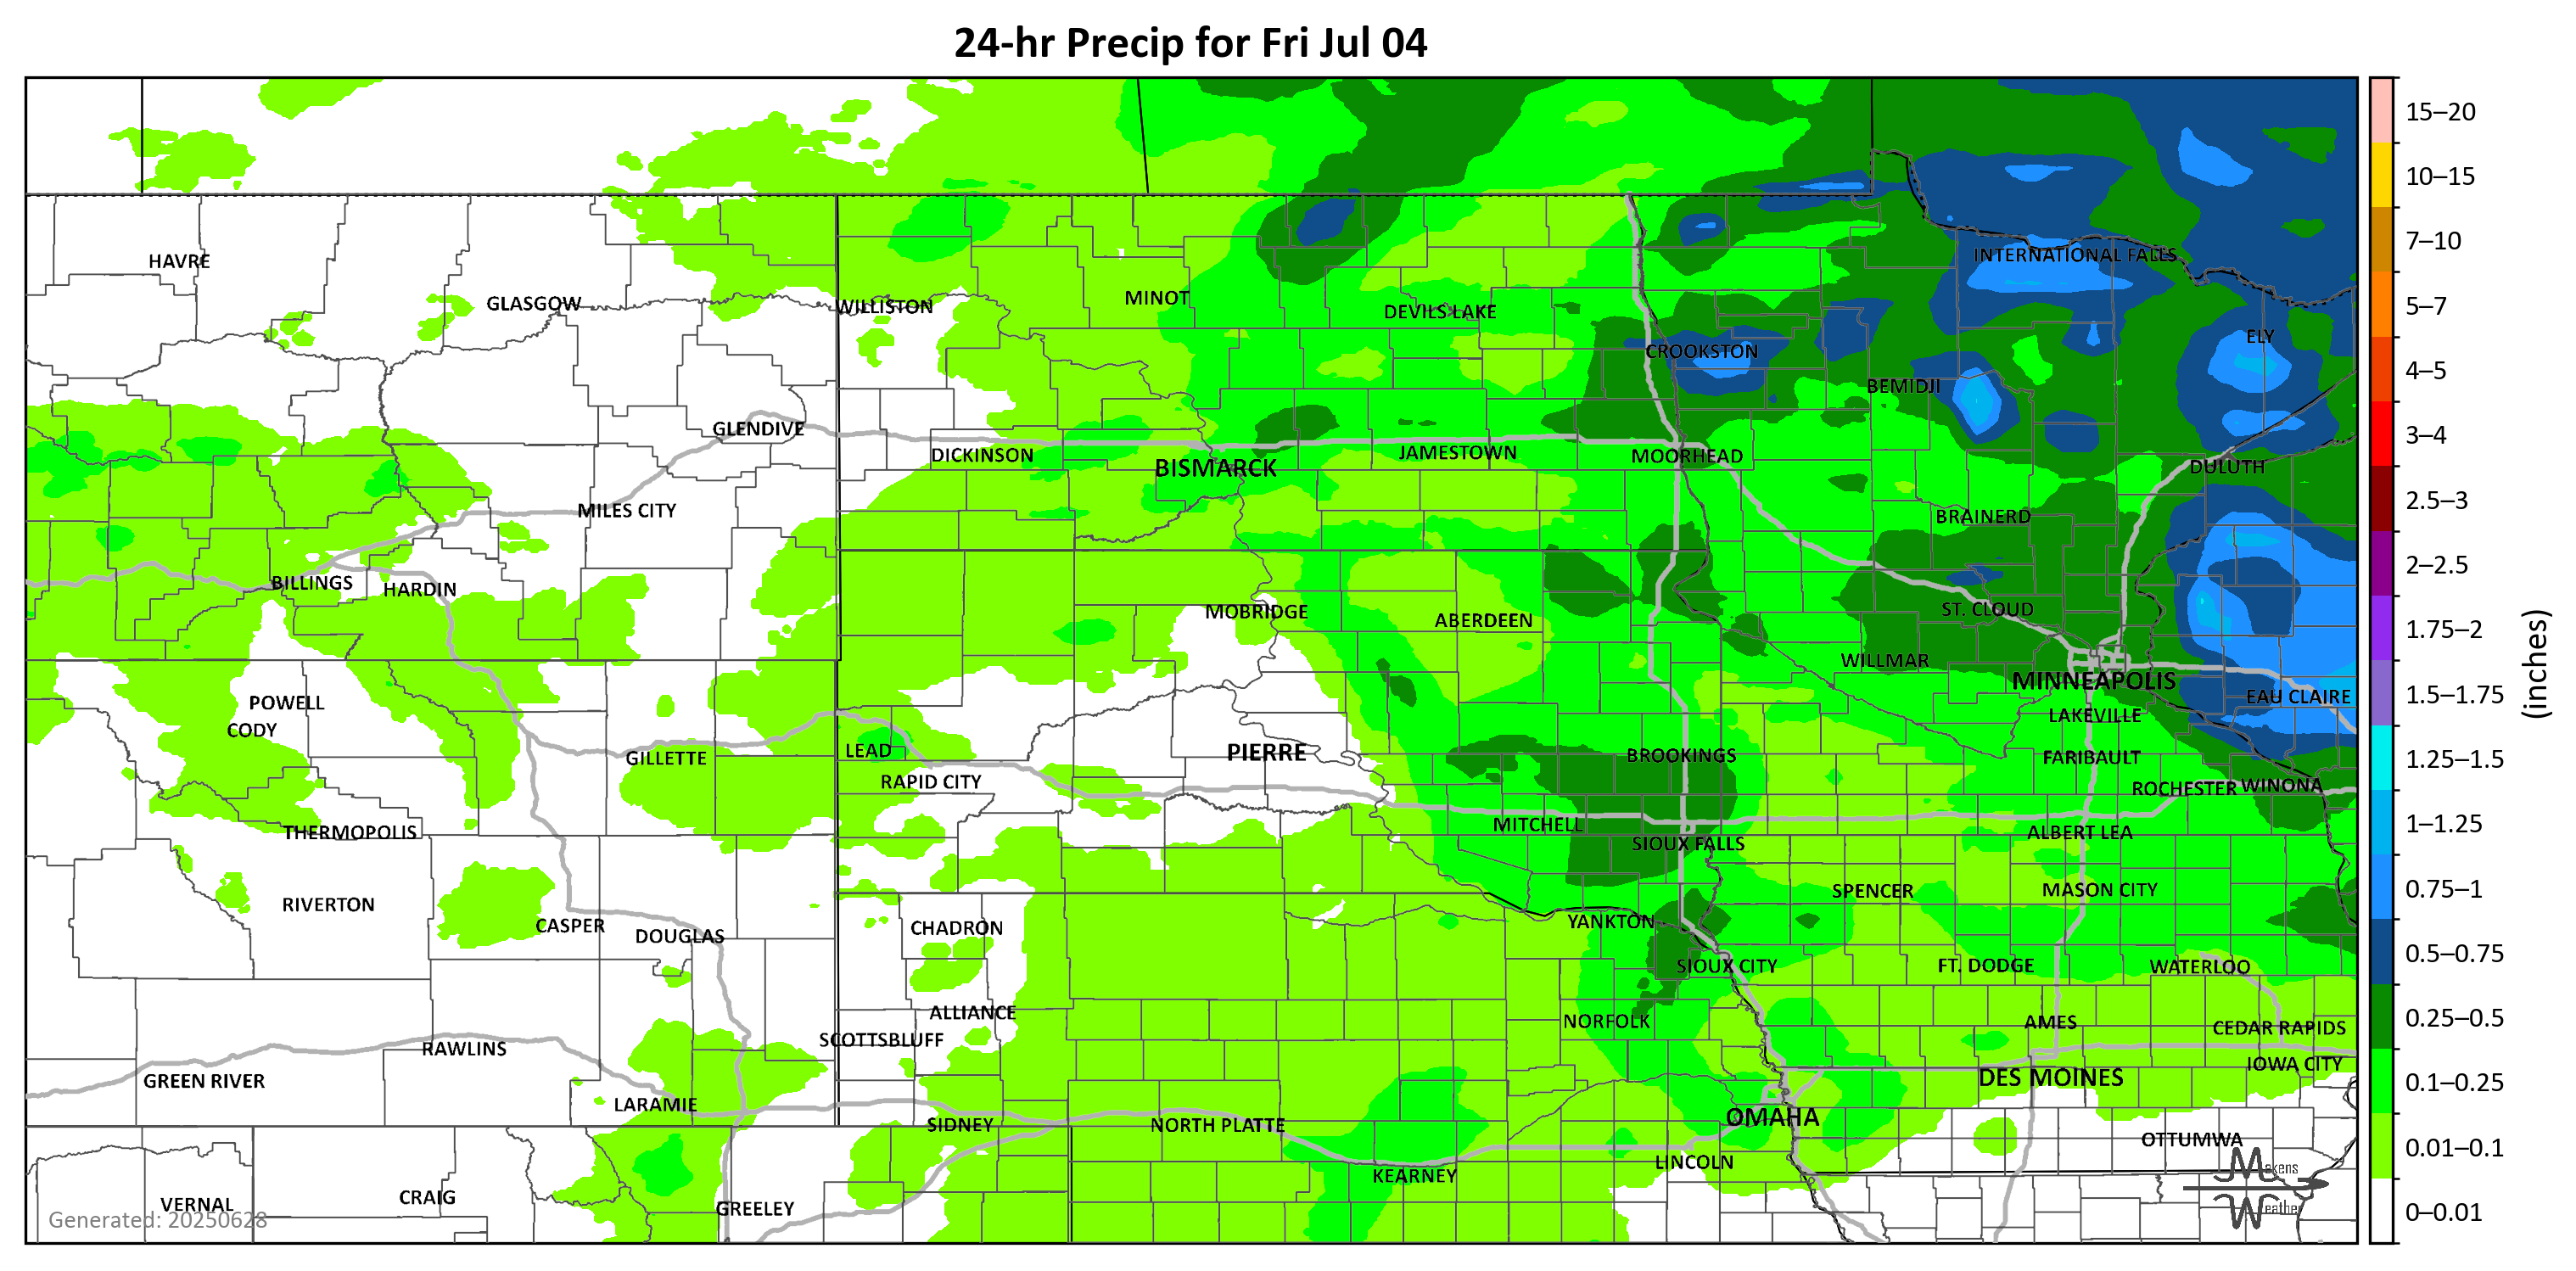 24-hr Precip for Fri Jul 04
15–20
10–15
7–10
5–7
4–5
3–4
2.5–3
2–2.5
1.75–2
1.5–1.75
1.25–1.5
1–1.25
0.75–1
0.5–0.75
0.25–0.5
0.1–0.25
0.01–0.1
0–0.01
(inches)
HAVRE
INTERNATIONAL FALLS
GLASGOW
WILLISTON
MINOT
DEVILS LAKE
ELY
CROOKSTON
BEMIDJI
GLENDIVE
DICKINSON
BISMARCK
JAMESTOWN
MOORHEAD
DULUTH
MILES CITY
BRAINERD
BILLINGS
HARDIN
MOBRIDGE
ABERDEEN
ST. CLOUD
WILLMAR
MINNEAPOLIS
POWELL
EAU CLAIRE
CODY
LAKEVILLE
GILLETTE
LEAD
PIERRE
BROOKINGS
FARIBAULT
RAPID CITY
ROCHESTER
WINONA
THERMOPOLIS
MITCHELL
ALBERT LEA
SIOUX FALLS
RIVERTON
SPENCER
MASON CITY
CASPER
DOUGLAS
CHADRON
YANKTON
SIOUX CITY
FT. DODGE
WATERLOO
ALLIANCE
NORFOLK
AMES
CEDAR RAPIDS
SCOTTSBLUFF
RAWLINS
IOWA CITY
GREEN RIVER
DES MOINES
LARAMIE
SIDNEY
NORTH PLATTE
OMAHA
OTTUMWA
LINCOLN
KEARNEY
VERNAL
CRAIG
GREELEY
Generated: 20250628
Makens
Weather